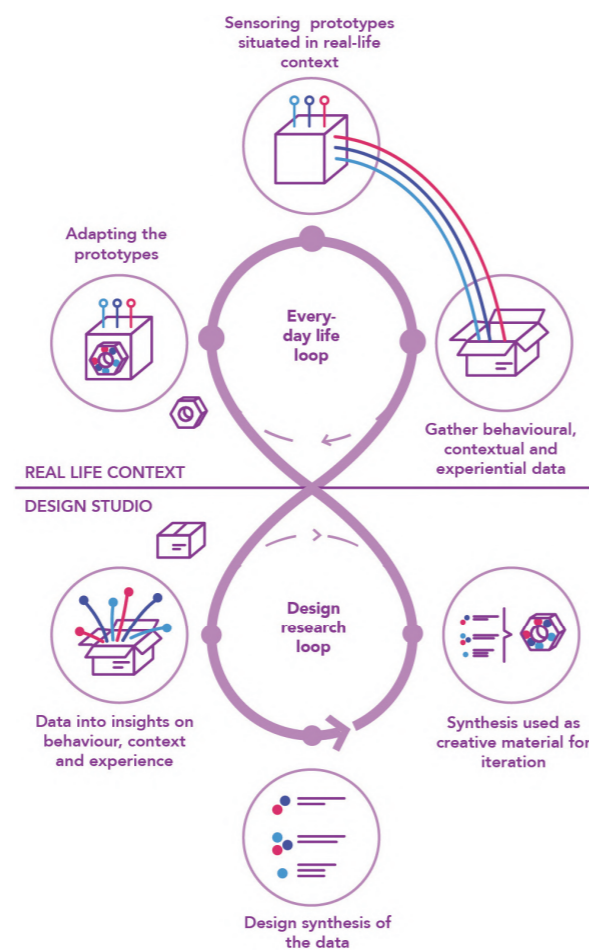 Sensoring prototypes
situated in real-life
context
Adapting the
prototypes
Every-
day life
loop
Gather behavioural,
contextual and
experiential data
REAL LIFE CONTEXT
DESIGN STUDIO
Design
research
loop
Data into insights on
behaviour, context
and experience
Synthesis used as
creative material for
iteration
Design synthesis of
the data